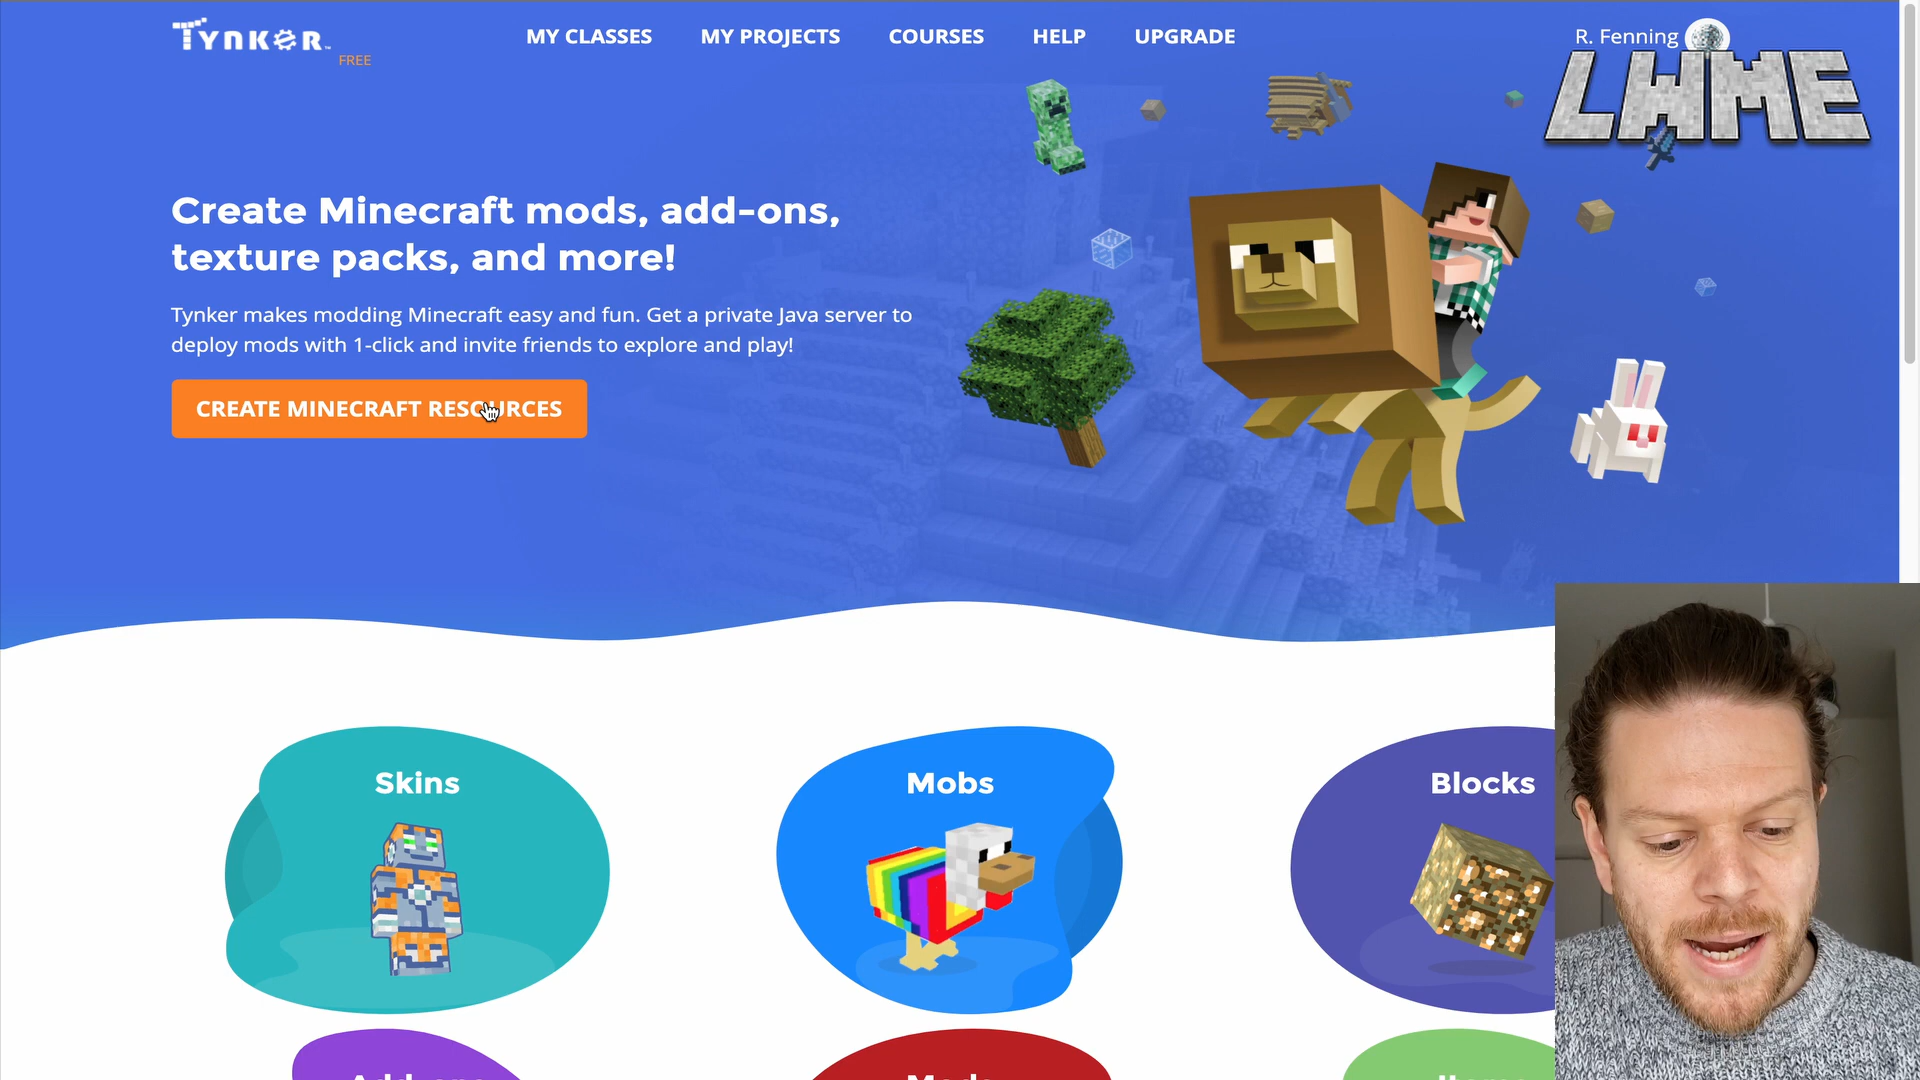 TYNKER
FREE
MY CLASSES
MY PROJECTS
COURSES
HELP
UPGRADE
R. Fenning
LWME
Create Minecraft mods, add-ons,
texture packs, and more!
Tynker makes modding Minecraft easy and fun. Get a private Java server to
deploy mods with 1-click and invite friends to explore and play!
CREATE MINECRAFT RESOURCES
Skins
Mobs
Blocks